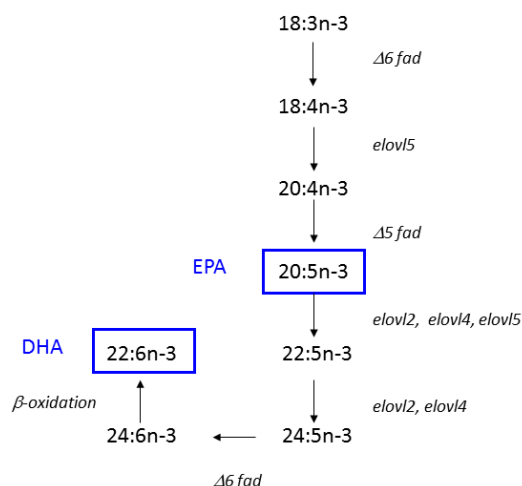 18:3n-3
Δ6 fad
18:4n-3
elovl5
20:4n-3
Δ5 fad
EPA
20:5n-3
elovl2, elovl4, elovl5
DHA
22:6n-3
22:5n-3
β-oxidation
elovl2, elovl4
24:6n-3
24:5n-3
Δ6 fad